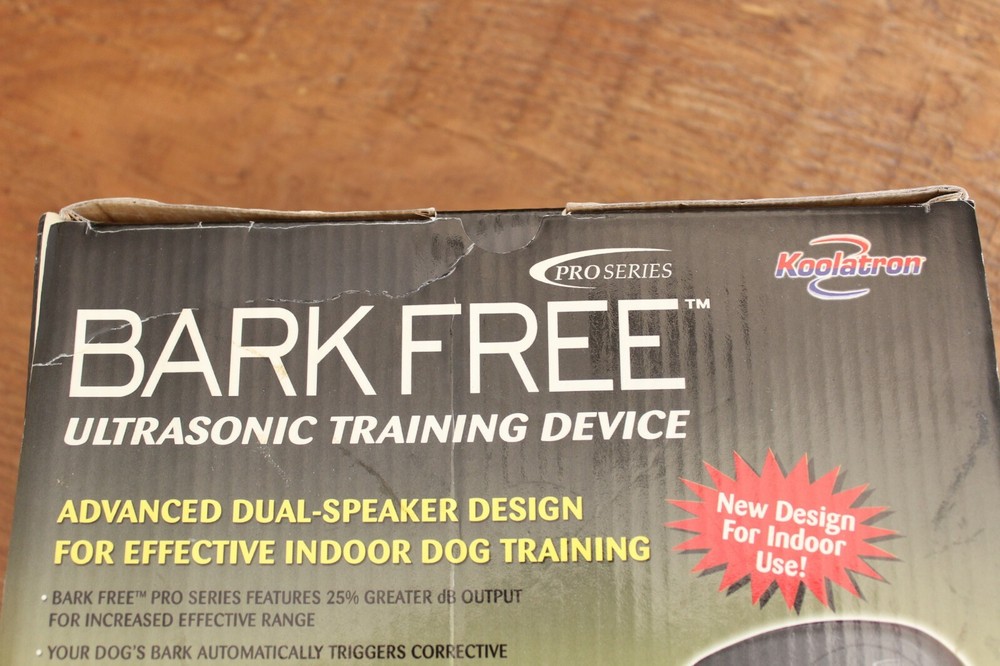 PRO SERIES
Koolatron
BARK FREE™
ULTRASONIC TRAINING DEVICE
ADVANCED DUAL-SPEAKER DESIGN
FOR EFFECTIVE INDOOR DOG TRAINING
New Design
For Indoor
Use!
• BARK FREE™ PRO SERIES FEATURES 25% GREATER dB OUTPUT
FOR INCREASED EFFECTIVE RANGE
• YOUR DOG'S BARK AUTOMATICALLY TRIGGERS CORRECTIVE